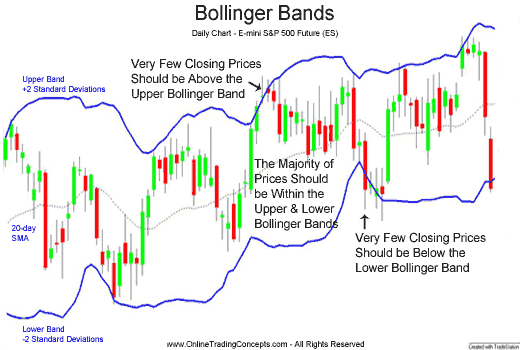 Bollinger Bands
Daily Chart - E-mini S&P 500 Future (ES)
Very Few Closing Prices
Should be Above the
Upper Bollinger Band
Upper Band
+2 Standard Deviations
The Majority of
Prices Should
be Within the
Upper & Lower
Bollinger Bands
20-day
SMA
Very Few Closing Prices
Should be Below the
Lower Bollinger Band
Lower Band
-2 Standard Deviations
www.OnlineTradingConcepts.com - All Rights Reserved
Created with TradeStation